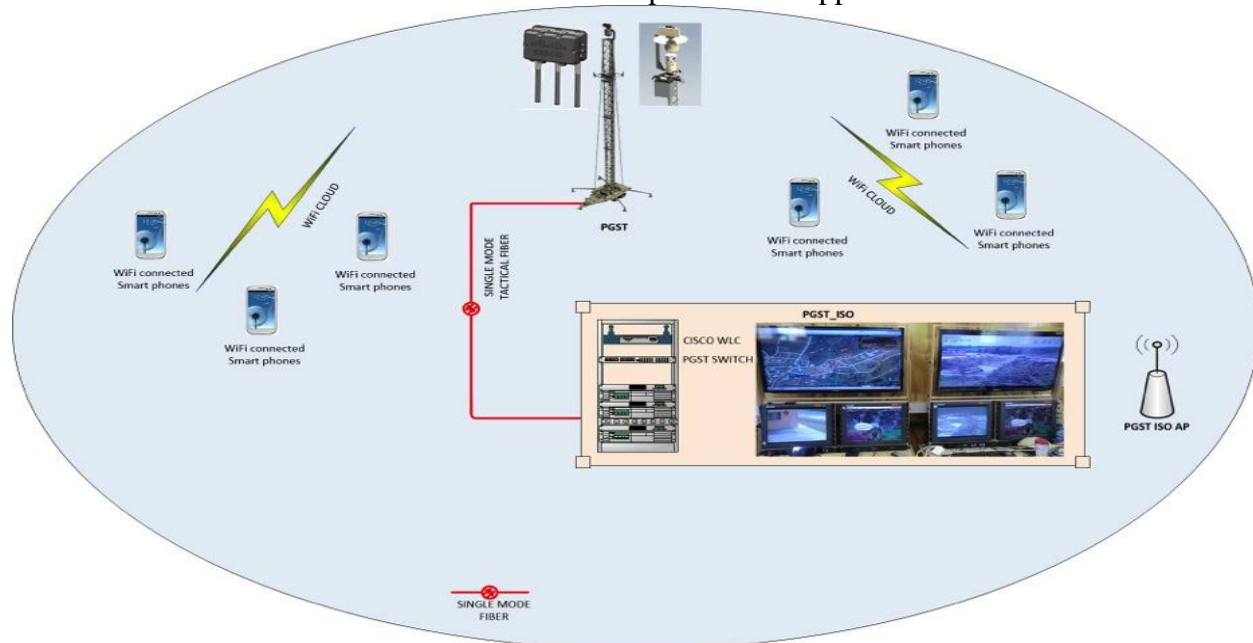 WiFi connected
Smart phones
WiFi CLOUD
WiFi connected
Smart phones
WiFi connected
Smart phones
WiFi CLOUD
WiFi connected
Smart phones
WiFi connected
Smart phones
WiFi connected
Smart phones
PGST
SINGLE MODE
TACTICAL FIBER
PGST_ISO
CISCO WLC
PGST SWITCH
PGST ISO AP
SINGLE MODE
FIBER